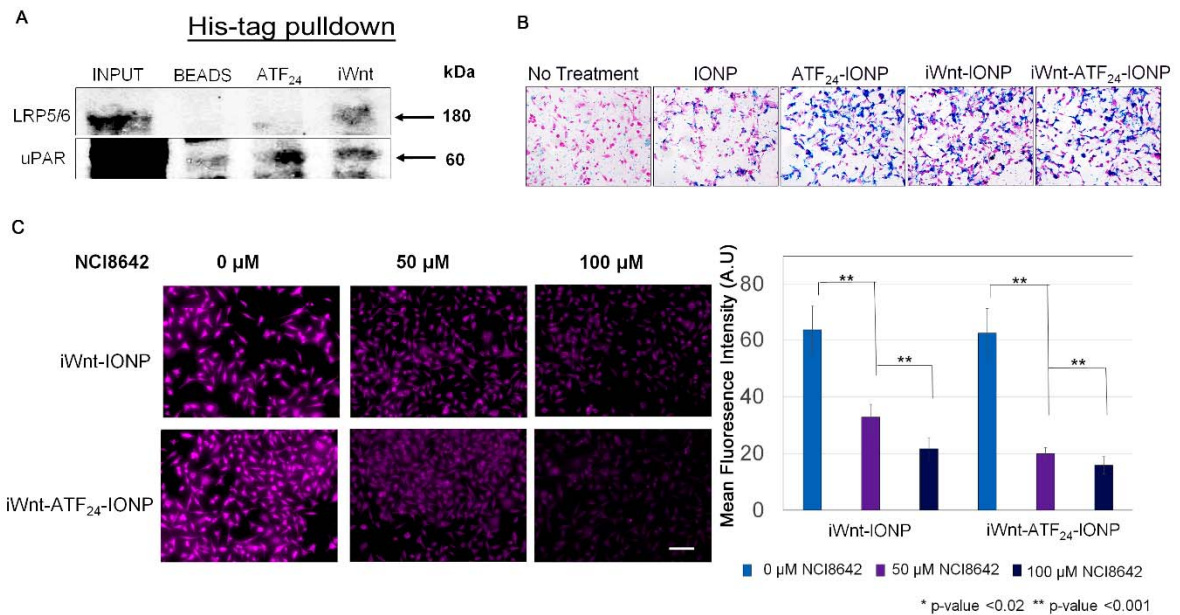 A
His-tag pulldown
INPUT BEADS ATF24 iWnt kDa
LRP5/6 180
uPAR 60
B
No Treatment IONP ATF24-IONP iWnt-IONP iWnt-ATF24-IONP
C
NCI8642 0 µM 50 µM 100 µM
iWnt-IONP
iWnt-ATF24-IONP
Mean Fluoresence Intensity (A.U)
80
60
40
20
0
** ** ** **
iWnt-IONP iWnt-ATF24-IONP
0 µM NCI8642 50 µM NCI8642 100 µM NCI8642
* p-value <0.02 ** p-value <0.001